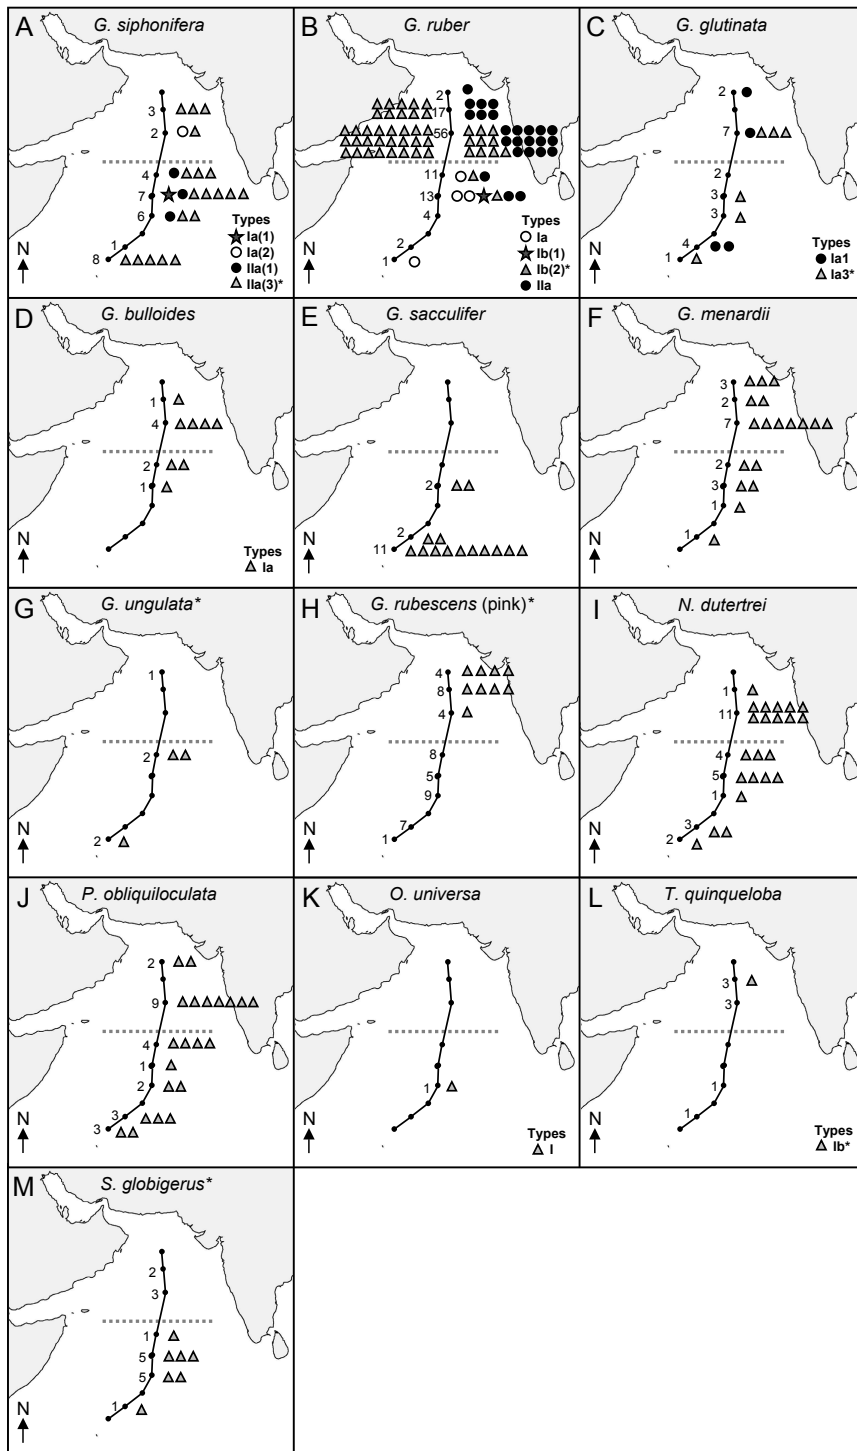 A
G. siphonifera
3
2
4
7
6
1
8
N
Types
Ia(1)
Ia(2)
IIa(1)
IIa(3)*
B
G. ruber
2
17
56
11
13
4
2
1
N
Types
Ia
Ib(1)
Ib(2)*
IIa
C
G. glutinata
2
7
2
3
3
4
1
N
Types
Ia1
Ia3*
D
G. bulloides
1
4
2
1
N
Types
Ia
E
G. sacculifer
2
2
11
N
F
G. menardii
3
2
7
2
3
1
1
N
G
G. ungulata*
1
2
2
N
H
G. rubescens (pink)*
4
8
4
8
5
9
7
1
N
I
N. dutertrei
1
11
4
5
1
3
2
N
J
P. obliquiloculata
2
9
4
1
2
3
3
N
K
O. universa
1
N
Types
I
L
T. quinqueloba
3
3
1
1
N
Types
Ib*
M
S. globigerus*
2
3
1
5
5
1
N